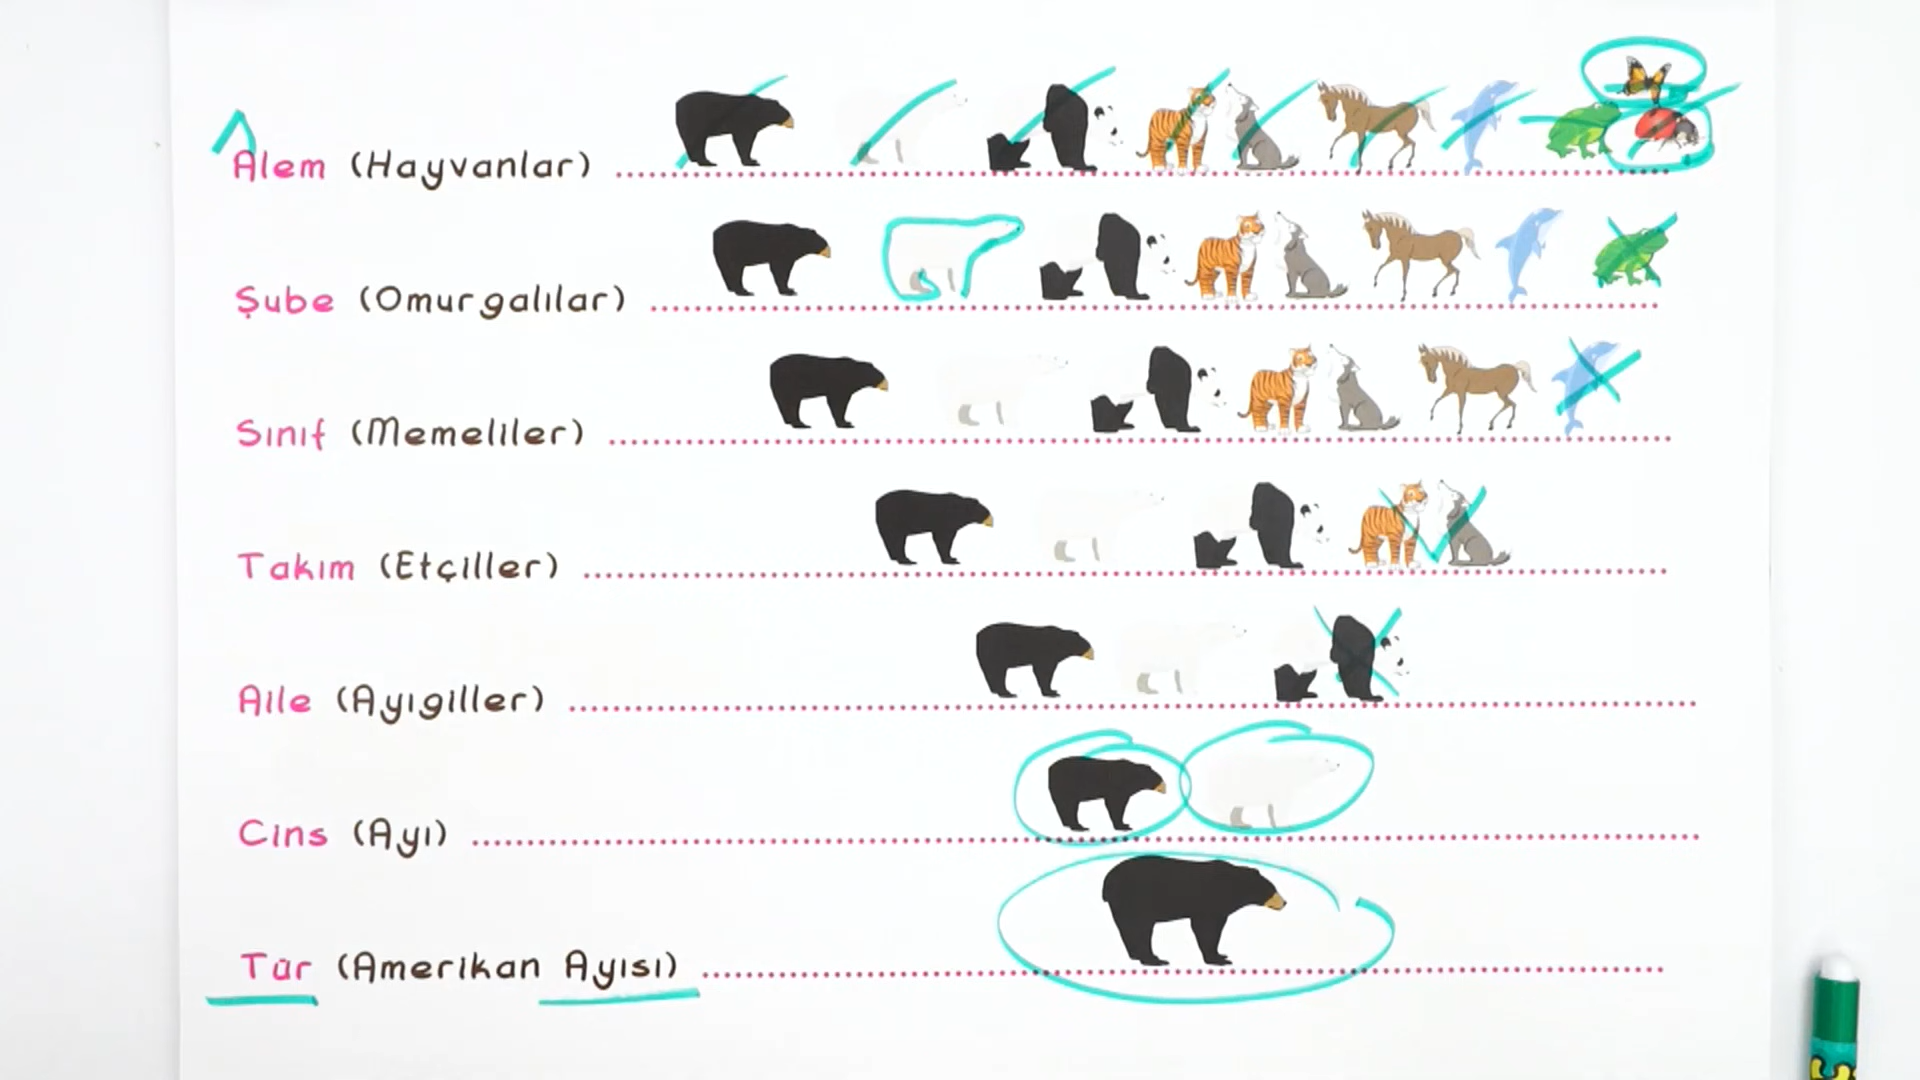 Alem (Hayvanlar)
Şube (Omurgalılar)
Sınıf (Memeliler)
Takım (Etçiller)
Aile (Ayıgiller)
Cins (Ayı)
Tür (Amerikan Ayısı)